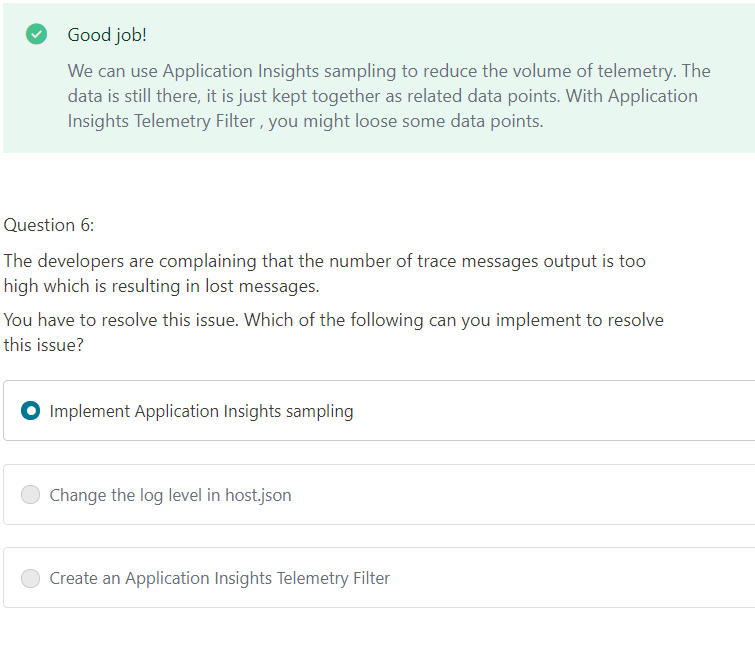 Good job!
We can use Application Insights sampling to reduce the volume of telemetry. The
data is still there, it is just kept together as related data points. With Application
Insights Telemetry Filter , you might loose some data points.
Question 6:
The developers are complaining that the number of trace messages output is too
high which is resulting in lost messages.
You have to resolve this issue. Which of the following can you implement to resolve
this issue?
Implement Application Insights sampling
Change the log level in host.json
Create an Application Insights Telemetry Filter